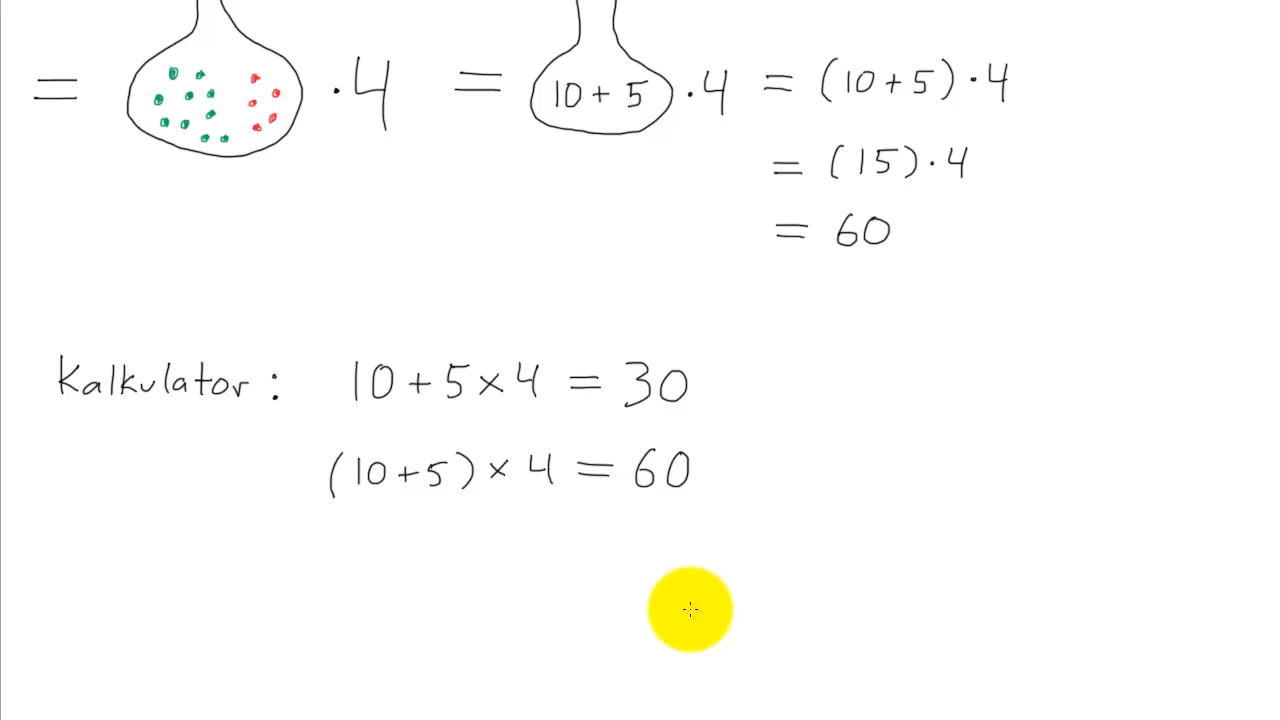 = · 4 = 10 + 5 · 4 = (10 + 5) · 4
= (15) · 4
= 60
Kalkulator : 10 + 5 × 4 = 30
(10 + 5) × 4 = 60